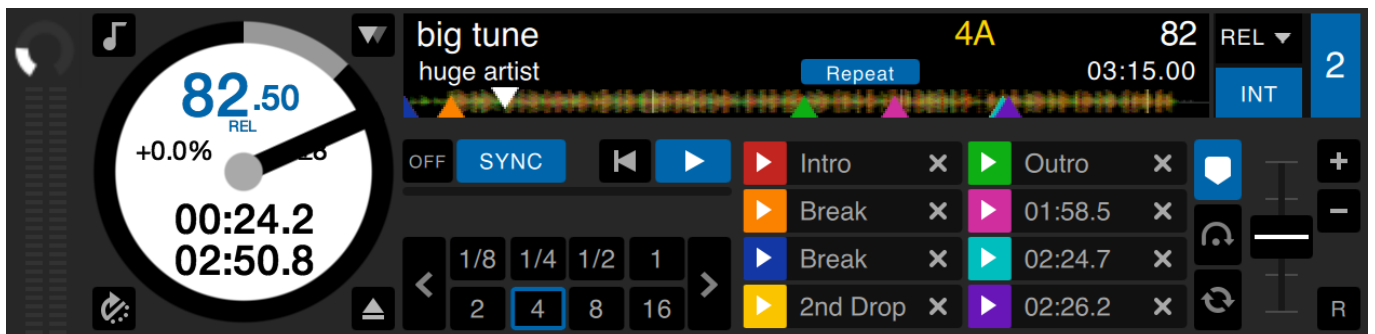 big tune
4A
82
REL
2
huge artist
Repeat
03:15.00
INT
82.50
REL
+0.0%
00:24.2
02:50.8
OFF
SYNC
1/8 1/4 1/2 1
2 4 8 16
Intro
Outro
Break
01:58.5
Break
02:24.7
2nd Drop
02:26.2
R